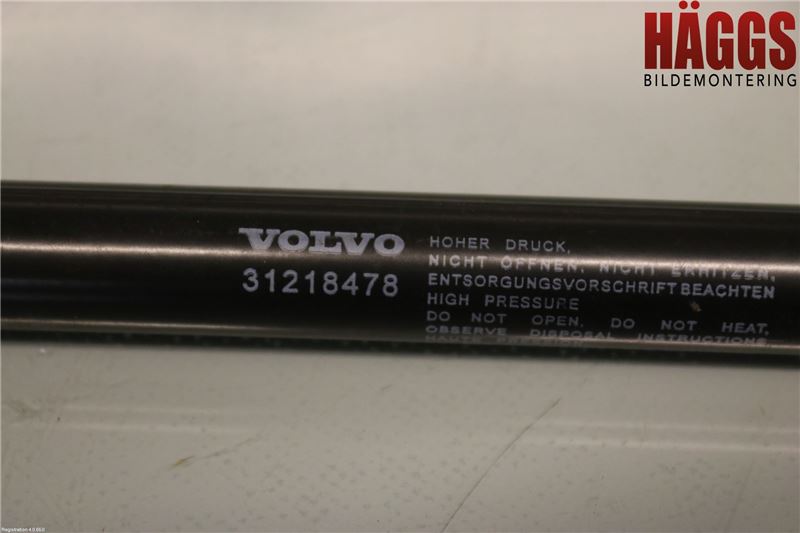 HÄGGS
BILDEMONTERING
VOLVO
31218478
HOHER DRUCK,
NICHT ÖFFNEN. NICHT ERHITZEN,
ENTSORGUNGSVORSCHRIFT BEACHTEN
HIGH PRESSURE
DO NOT OPEN. DO NOT HEAT,
OBSERVE DISPOSAL INSTRUCTIONS
HAUTE